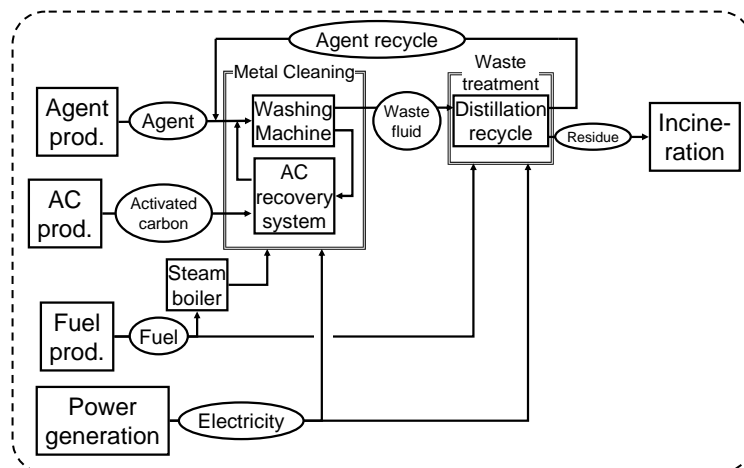 Agent recycle
Metal Cleaning
Waste
treatment
Agent
prod.
Agent
Washing
Machine
Waste
fluid
Distillation
recycle
Residue
Incine-
ration
AC
prod.
Activated
carbon
AC
recovery
system
Steam
boiler
Fuel
prod.
Fuel
Power
generation
Electricity